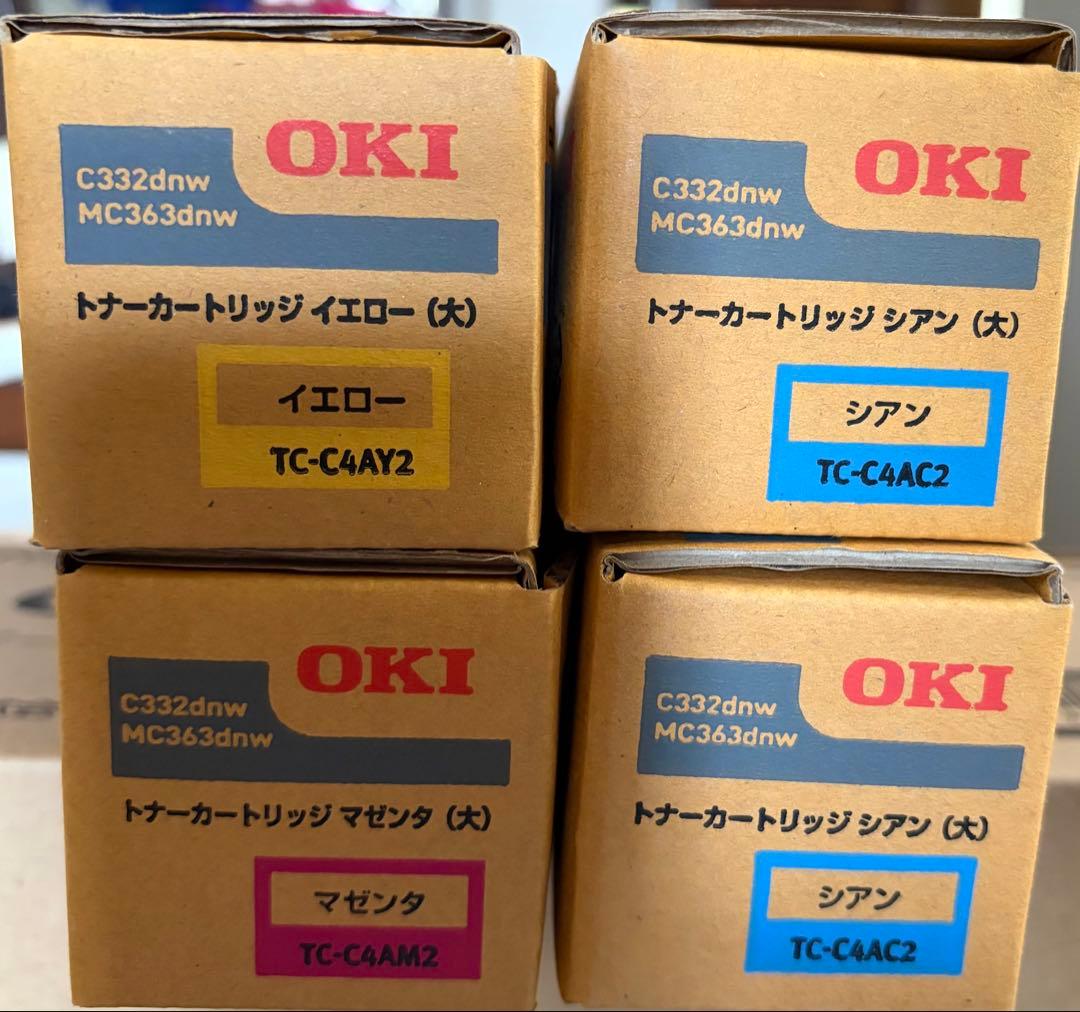 OKI
C332dnw
MC363dnw
トナーカートリッジ イエロー（大）
イエロー
TC-C4AY2
OKI
C332dnw
MC363dnw
トナーカートリッジ シアン（大）
シアン
TC-C4AC2
OKI
C332dnw
MC363dnw
トナーカートリッジ マゼンタ（大）
マゼンタ
TC-C4AM2
OKI
C332dnw
MC363dnw
トナーカートリッジ シアン（大）
シアン
TC-C4AC2